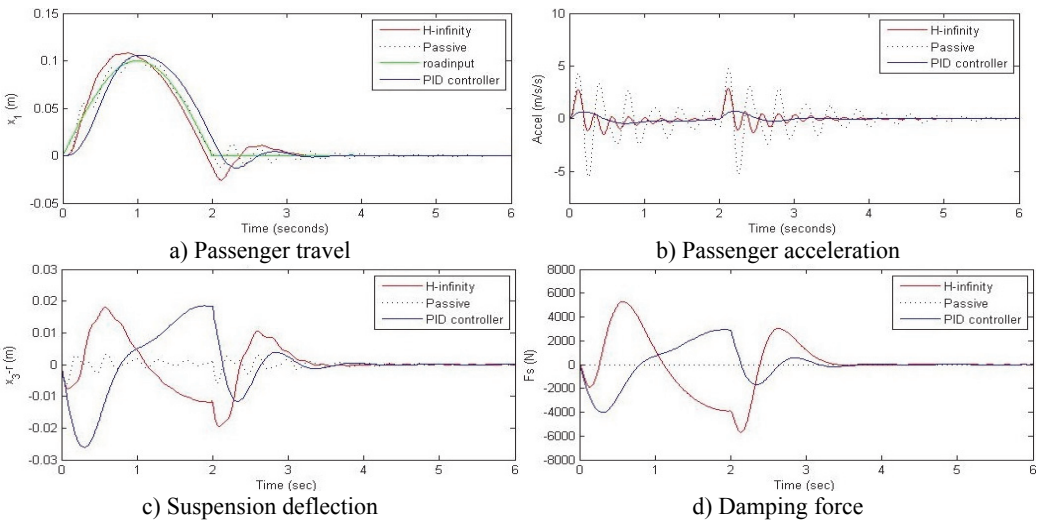 0.15
0.1
0.05
0
-0.05
x1 (m)
H-infinity
Passive
roadinput
PID controller
0 1 2 3 4 5 6
Time (seconds)
a) Passenger travel
10
5
0
-5
Accel (m/s/s)
H-infinity
Passive
PID controller
0 1 2 3 4 5 6
Time (seconds)
b) Passenger acceleration
0.03
0.02
0.01
0
-0.01
-0.02
-0.03
x3-r (m)
H-infinity
Passive
PID controller
0 1 2 3 4 5 6
Time (sec)
c) Suspension deflection
8000
6000
4000
2000
0
-2000
-4000
-6000
-8000
Fs (N)
H-infinity
Passive
PID controller
0 1 2 3 4 5 6
Time (sec)
d) Damping force